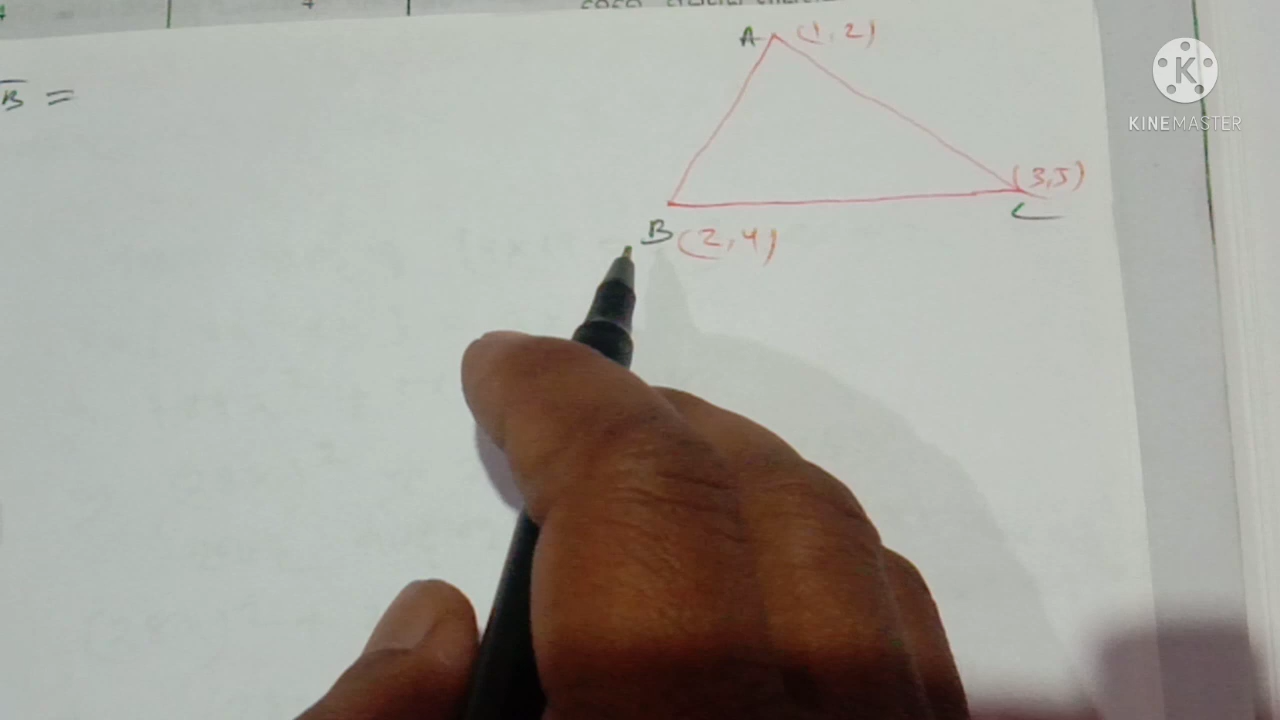 A (1, 2)
B =
(3,5)
C
B (2, 4)
KINEMASTER